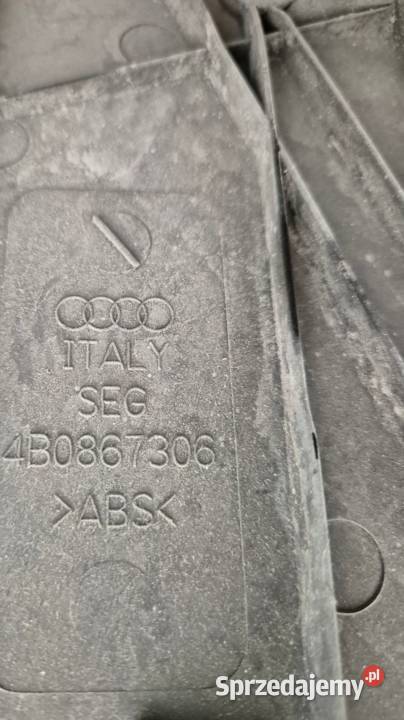 ITALY
SEG
4B0867306
>ABS<
Sprzedajemy.pl